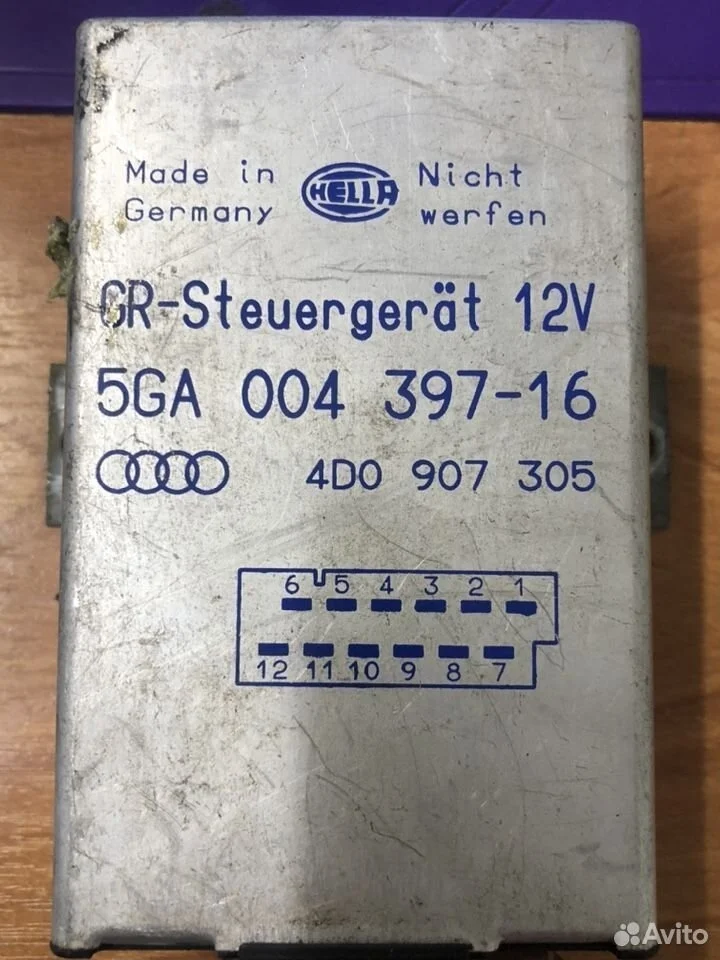 Made in Germany
HELLA
Nicht werfen
GR-Steuergerät 12V
5GA 004 397-16
4D0 907 305
6 5 4 3 2 1
12 11 10 9 8 7
Avito